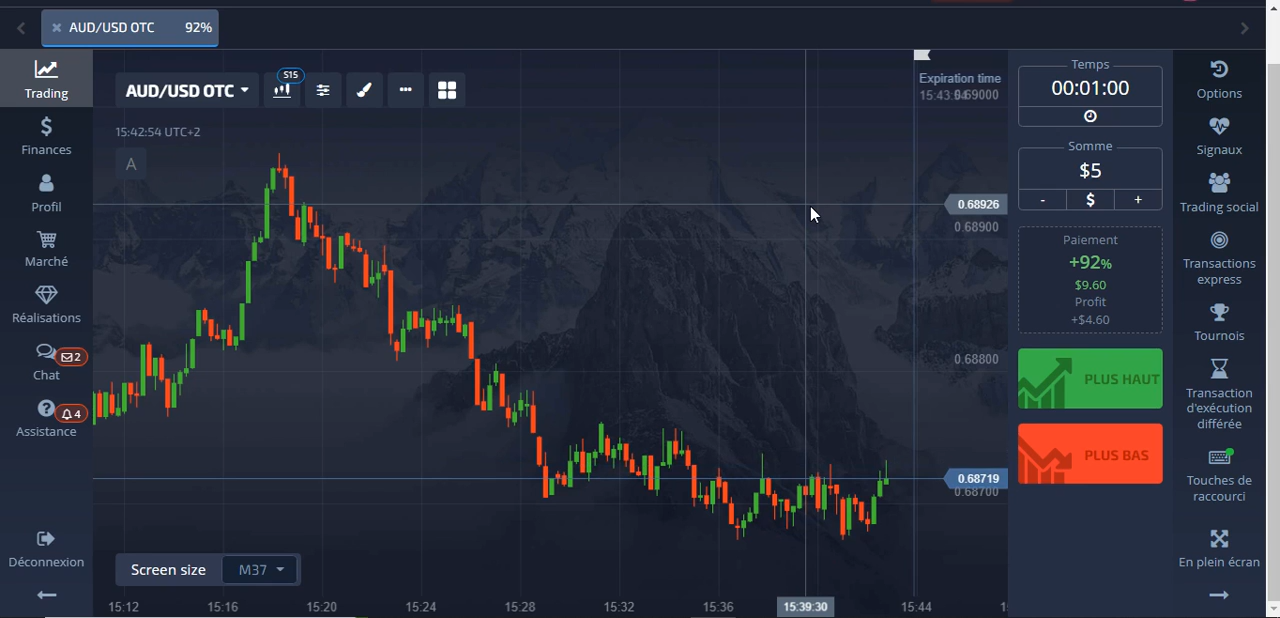 AUD/USD OTC 92%
Trading
Finances
Profil
Marché
Réalisations
Chat
2
4
Assistance
Déconnexion
AUD/USD OTC
S15
15:42:54 UTC+2
A
Expiration time
0.69000
0.68926
0.68900
0.68800
0.68719
0.68700
Screen size M37
15:12 15:16 15:20 15:24 15:28 15:32 15:36 15:39:30 15:44
Temps
00:01:00
Somme
$5
- $ +
Paiement
+92%
$9.60
Profit
+$4.60
PLUS HAUT
PLUS BAS
Options
Signaux
Trading social
Transactions
express
Tournois
Transaction
d'exécution
différée
Touches de
raccourci
En plein écran